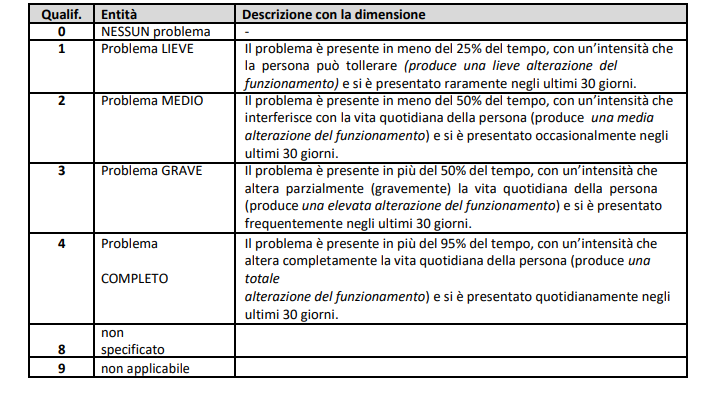 Qualif. Entità Descrizione con la dimensione
0 NESSUN problema -
1 Problema LIEVE Il problema è presente in meno del 25% del tempo, con un'intensità che
la persona può tollerare (produce una lieve alterazione del
funzionamento) e si è presentato raramente negli ultimi 30 giorni.
2 Problema MEDIO Il problema è presente in meno del 50% del tempo, con un'intensità che
interferisce con la vita quotidiana della persona (produce una media
alterazione del funzionamento) e si è presentato occasionalmente negli
ultimi 30 giorni.
3 Problema GRAVE Il problema è presente in più del 50% del tempo, con un'intensità che
altera parzialmente (gravemente) la vita quotidiana della persona
(produce una elevata alterazione del funzionamento) e si è presentato
frequentemente negli ultimi 30 giorni.
4 Problema Il problema è presente in più del 95% del tempo, con un'intensità che
altera completamente la vita quotidiana della persona (produce una
COMPLETO totale
alterazione del funzionamento) e si è presentato quotidianamente negli
ultimi 30 giorni.
non
8 specificato
9 non applicabile